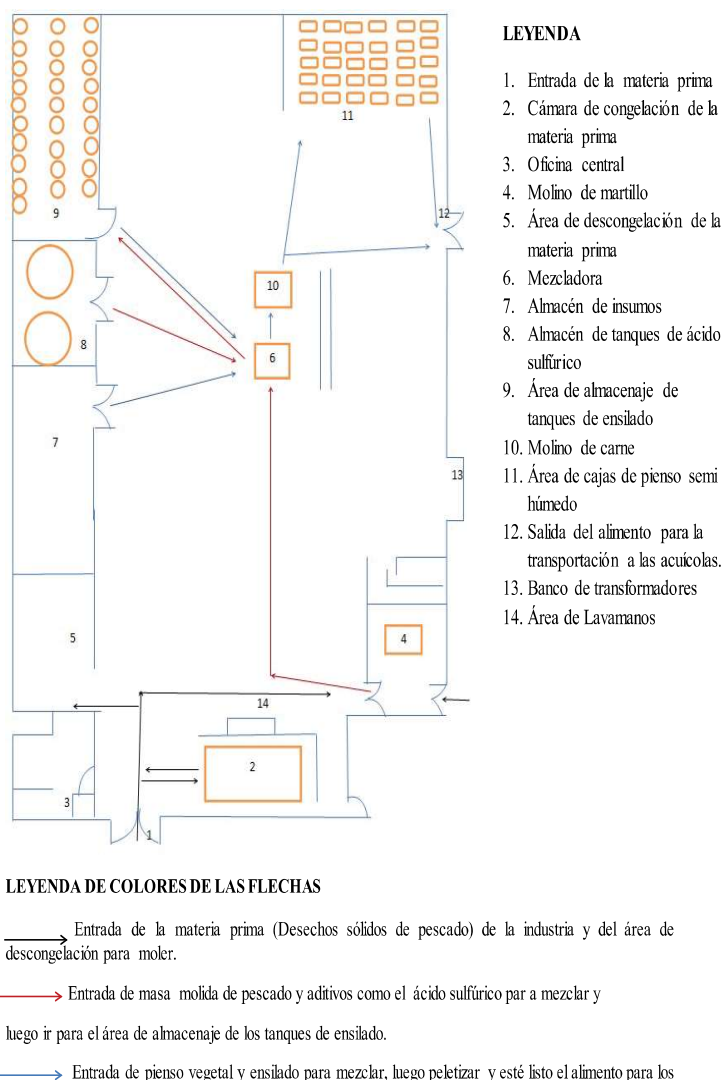 LEYENDA
1. Entrada de la materia prima
2. Cámara de congelación de la
materia prima
3. Oficina central
4. Molino de martillo
5. Área de descongelación de la
materia prima
6. Mezcladora
7. Almacén de insumos
8. Almacén de tanques de ácido
sulfúrico
9. Área de almacenaje de
tanques de ensilado
10. Molino de carne
11. Área de cajas de pienso semi
húmedo
12. Salida del alimento para la
transportación a las acuícolas.
13. Banco de transformadores
14. Área de Lavamanos
11
9
12
10
8
6
7
13
5
4
14
2
3
1
LEYENDA DE COLORES DE LAS FLECHAS
Entrada de la materia prima (Desechos sólidos de pescado) de la industria y del área de
descongelación para moler.
Entrada de masa molida de pescado y aditivos como el ácido sulfúrico par a mezclar y
luego ir para el área de almacenaje de los tanques de ensilado.
Entrada de pienso vegetal y ensilado para mezclar, luego peletizar y esté listo el alimento para los